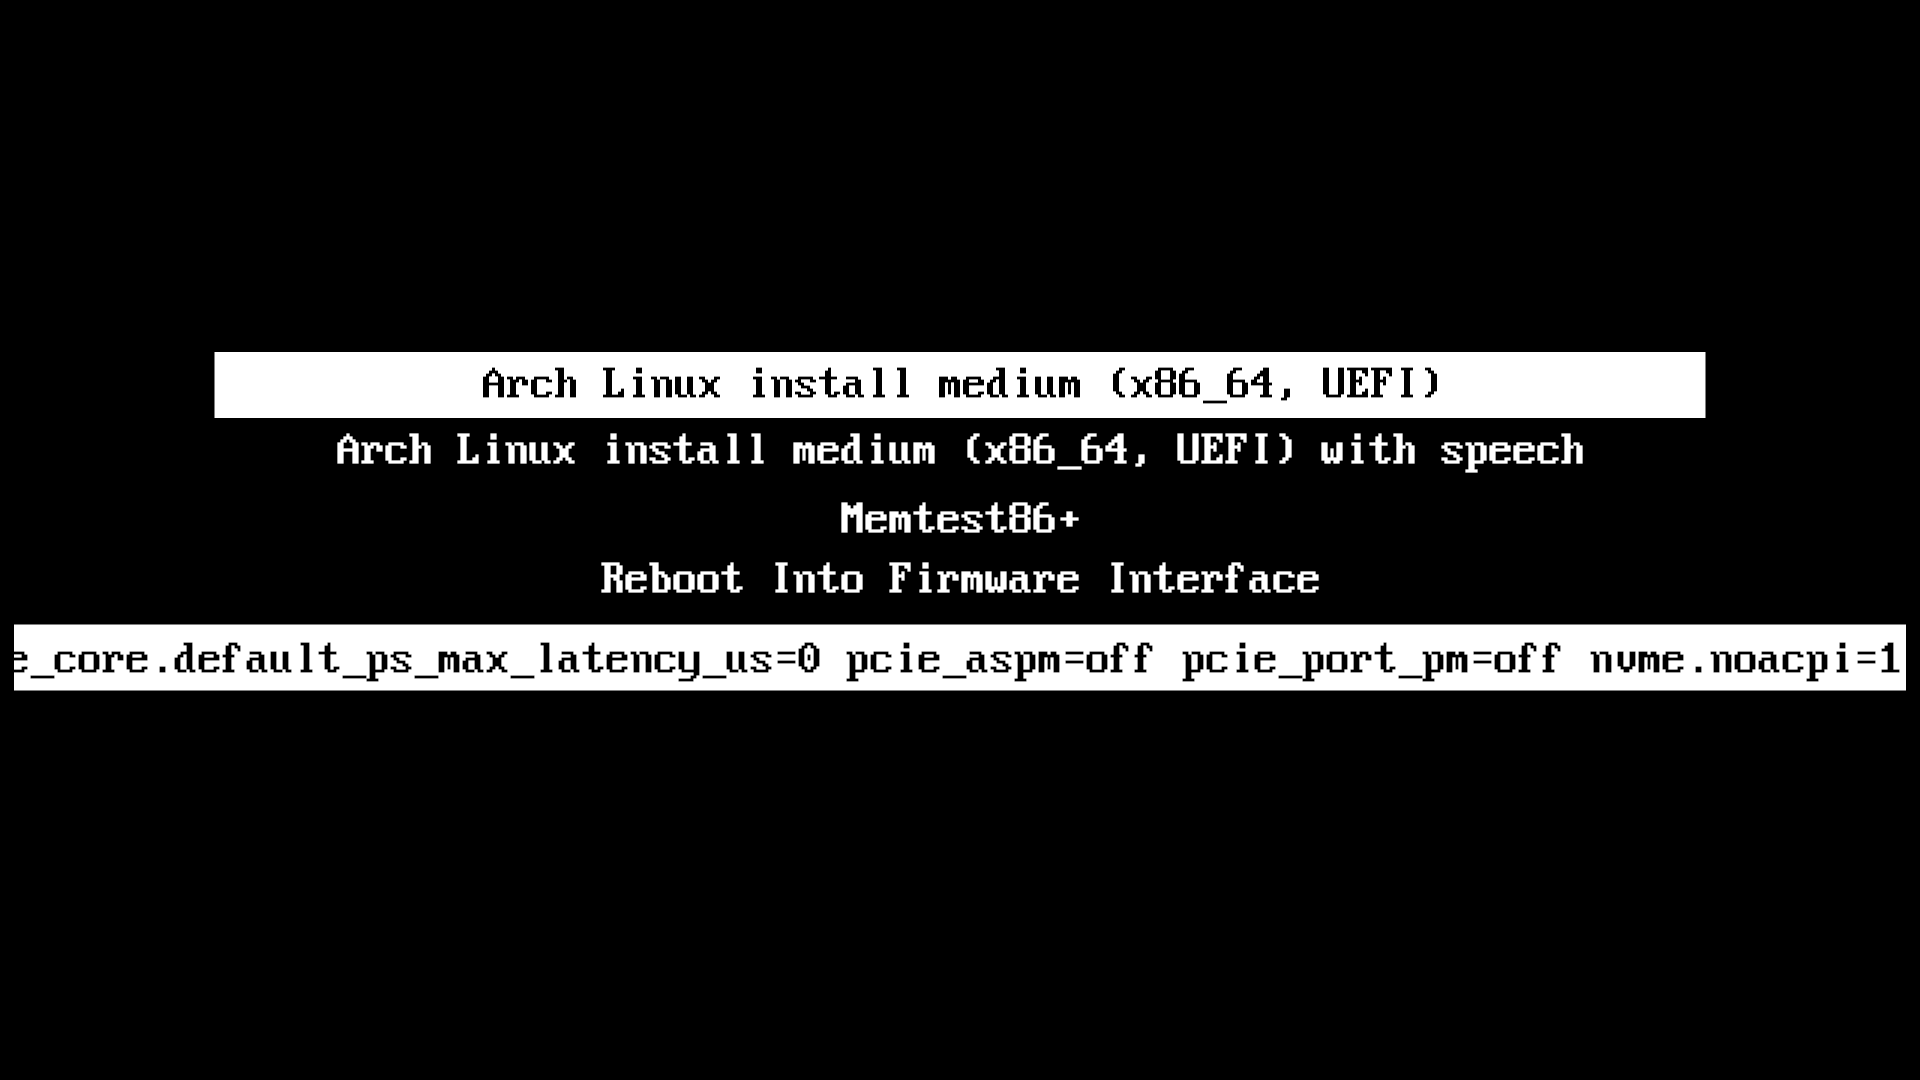 Arch Linux install medium (x86_64, UEFI)
Arch Linux install medium (x86_64, UEFI) with speech
Memtest86+
Reboot Into Firmware Interface
e_core.default_ps_max_latency_us=0 pcie_aspm=off pcie_port_pm=off nvme.noacpi=1